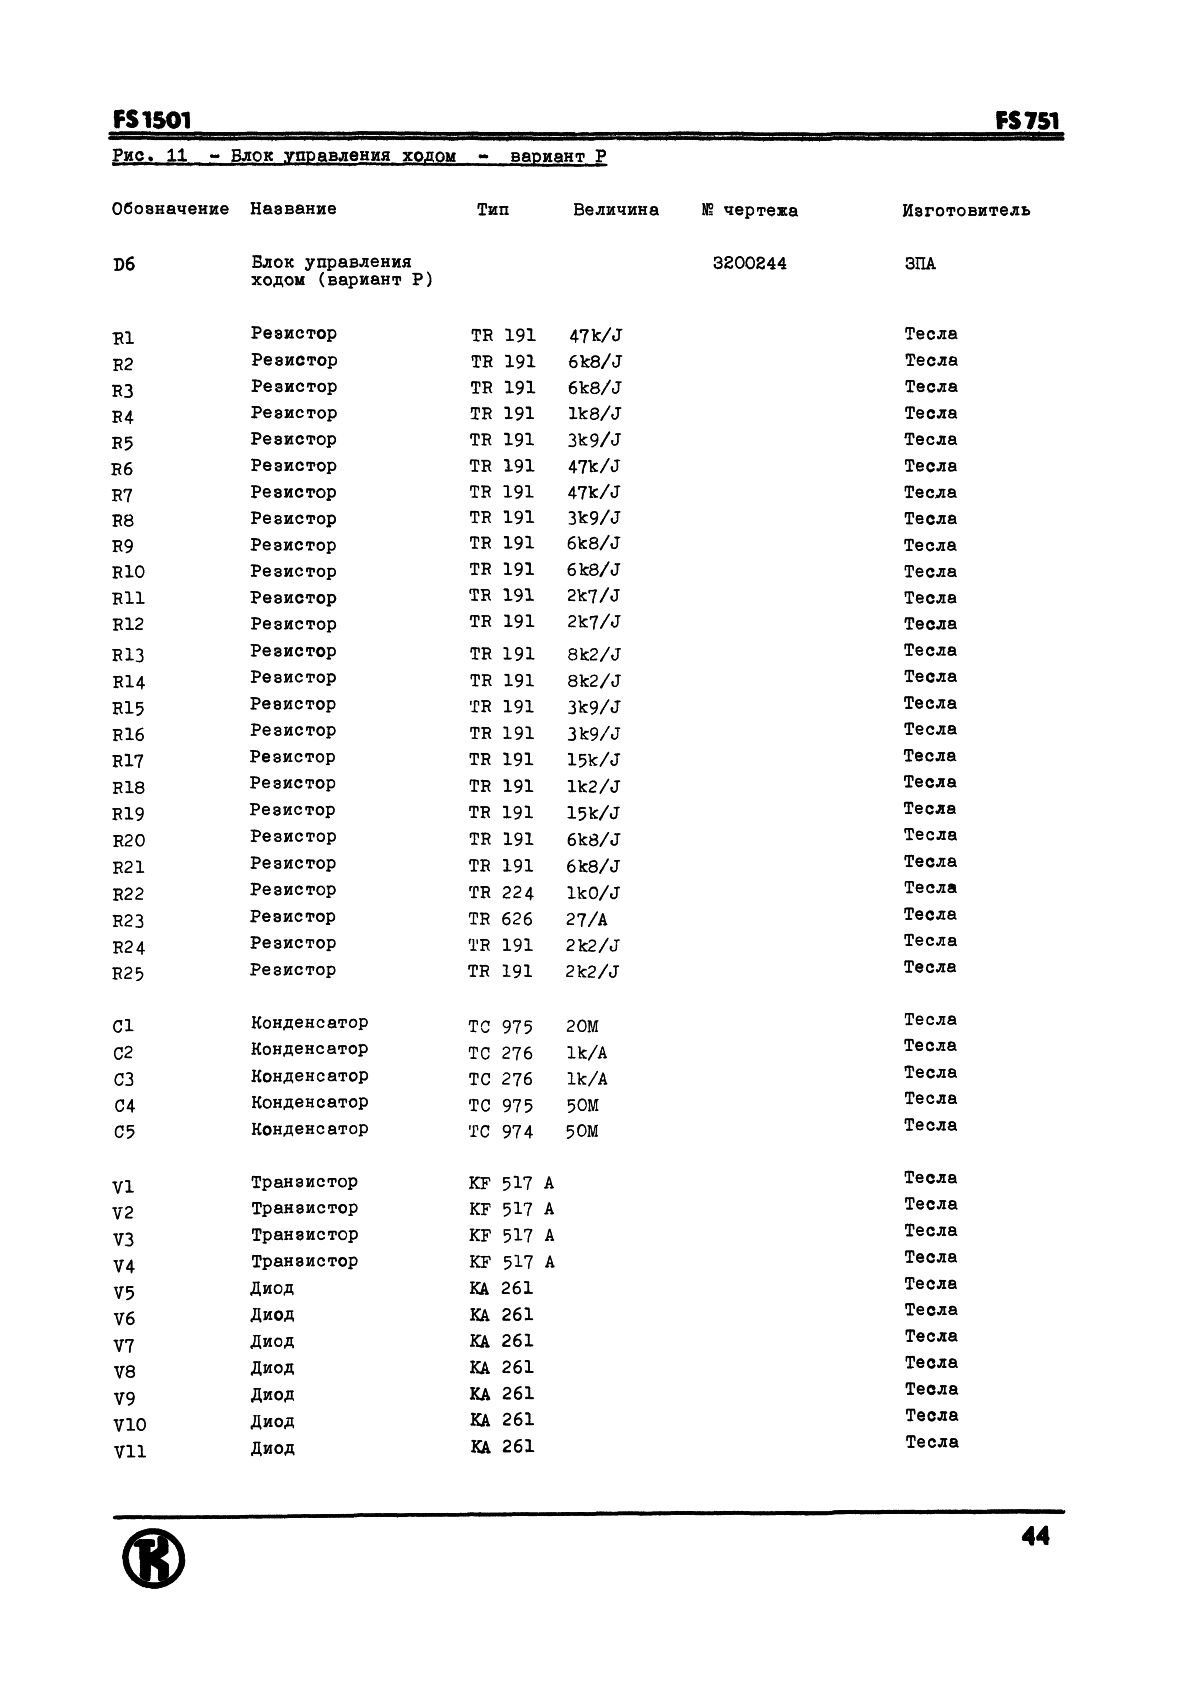 FS1501 FS751
Рис. 11 - Блок управления ходом - вариант Р
Обозначение Название Тип Величина № чертежа Изготовитель
D6 Блок управления 3200244 ЗПА
ходом (вариант Р)
R1 Резистор TR 191 47k/J Тесла
R2 Резистор TR 191 6k8/J Тесла
R3 Резистор TR 191 6k8/J Тесла
R4 Резистор TR 191 1k8/J Тесла
R5 Резистор TR 191 3k9/J Тесла
R6 Резистор TR 191 47k/J Тесла
R7 Резистор TR 191 47k/J Тесла
R8 Резистор TR 191 3k9/J Тесла
R9 Резистор TR 191 6k8/J Тесла
R10 Резистор TR 191 6k8/J Тесла
R11 Резистор TR 191 2k7/J Тесла
R12 Резистор TR 191 2k7/J Тесла
R13 Резистор TR 191 8k2/J Тесла
R14 Резистор TR 191 8k2/J Тесла
R15 Резистор TR 191 3k9/J Тесла
R16 Резистор TR 191 3k9/J Тесла
R17 Резистор TR 191 15k/J Тесла
R18 Резистор TR 191 1k2/J Тесла
R19 Резистор TR 191 15k/J Тесла
R20 Резистор TR 191 6k8/J Тесла
R21 Резистор TR 191 6k8/J Тесла
R22 Резистор TR 224 1k0/J Тесла
R23 Резистор TR 626 27/A Тесла
R24 Резистор TR 191 2k2/J Тесла
R25 Резистор TR 191 2k2/J Тесла
C1 Конденсатор TC 975 20M Тесла
C2 Конденсатор TC 276 1k/A Тесла
C3 Конденсатор TC 276 1k/A Тесла
C4 Конденсатор TC 975 50M Тесла
C5 Конденсатор TC 974 50M Тесла
V1 Транзистор KF 517 A Тесла
V2 Транзистор KF 517 A Тесла
V3 Транзистор KF 517 A Тесла
V4 Транзистор KF 517 A Тесла
V5 Диод KA 261 Тесла
V6 Диод KA 261 Тесла
V7 Диод KA 261 Тесла
V8 Диод KA 261 Тесла
V9 Диод KA 261 Тесла
V10 Диод KA 261 Тесла
V11 Диод KA 261 Тесла
44